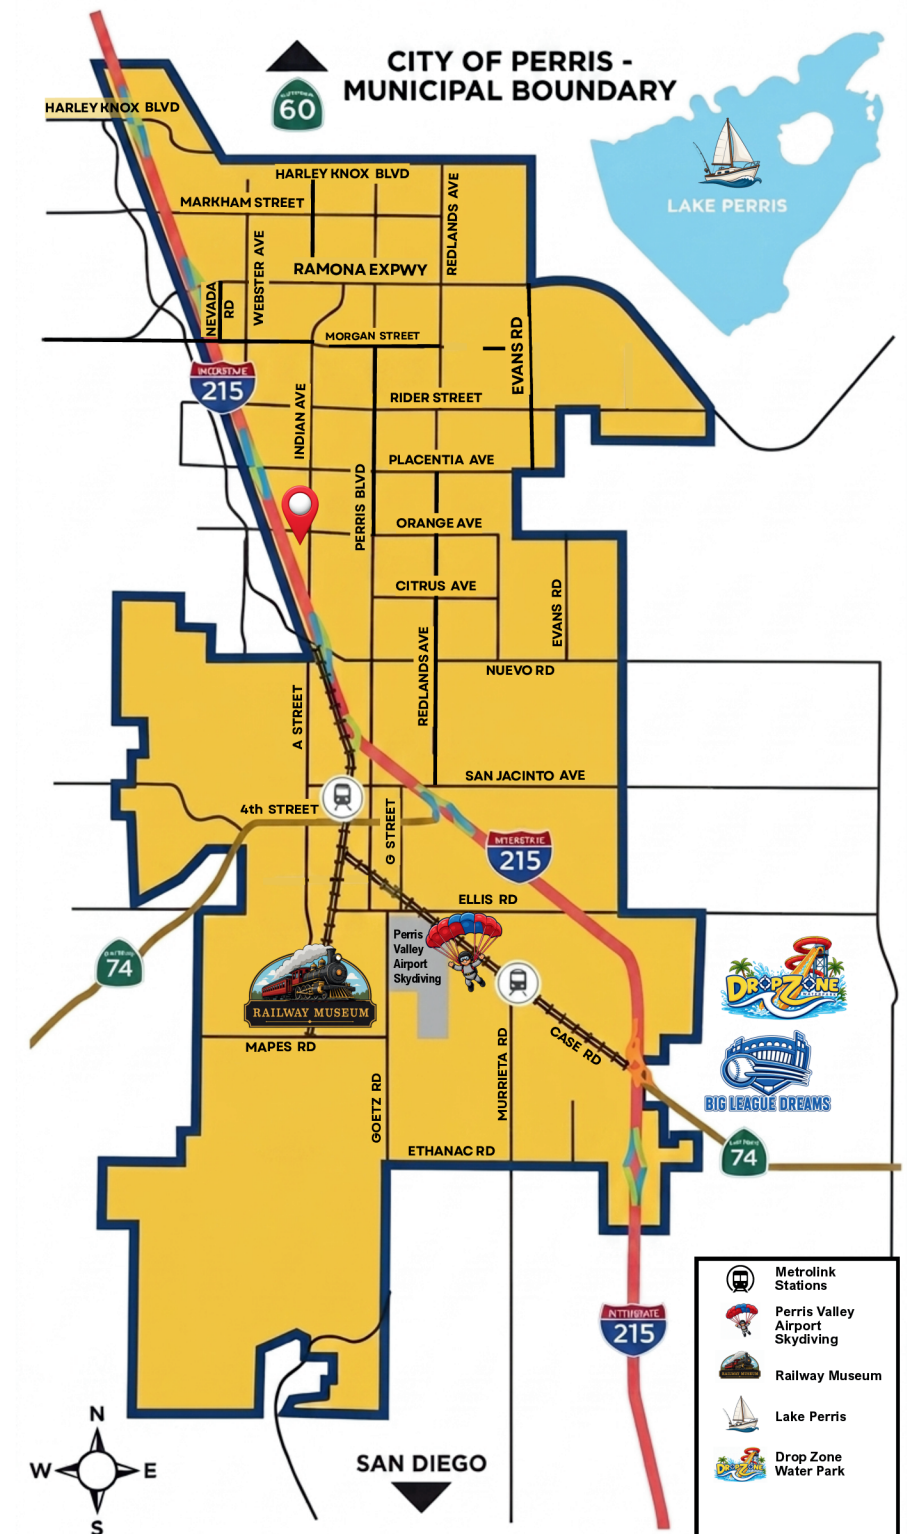 CITY OF PERRIS -
MUNICIPAL BOUNDARY
60
HARLEY KNOX BLVD
HARLEY KNOX BLVD
MARKHAM STREET
REDLANDS AVE
LAKE PERRIS
WEBSTER AVE
RAMONA EXPWY
NEVADA
RD
MORGAN STREET
EVANS RD
215
INDIAN AVE
RIDER STREET
PLACENTIA AVE
PERRIS BLVD
ORANGE AVE
CITRUS AVE
EVANS RD
REDLANDS AVE
NUEVO RD
A STREET
SAN JACINTO AVE
4th STREET
G STREET
215
ELLIS RD
Perris
Valley
Airport
Skydiving
74
DROPZONE
RAILWAY MUSEUM
MAPES RD
CASE RD
MURRIETA RD
GOETZ RD
BIG LEAGUE DREAMS
ETHANAC RD
74
215
Metrolink
Stations
Perris Valley
Airport
Skydiving
Railway Museum
Lake Perris
DROPZONE
Drop Zone
Water Park
N
W
E
S
SAN DIEGO